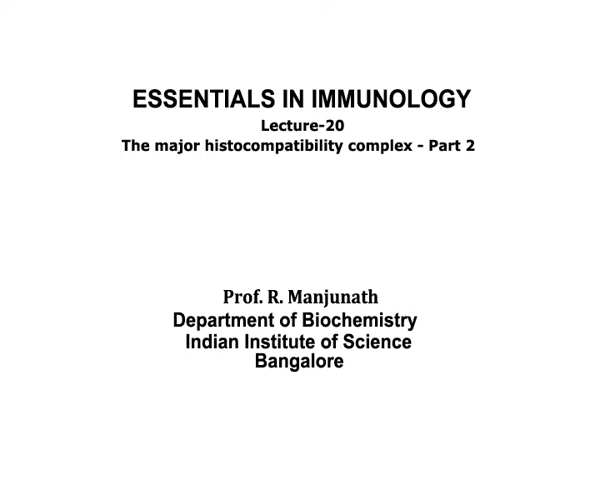 ESSENTIALS IN IMMUNOLOGY
Lecture-20
The major histocompatibility complex - Part 2
Prof. R. Manjunath
Department of Biochemistry
Indian Institute of Science
Bangalore